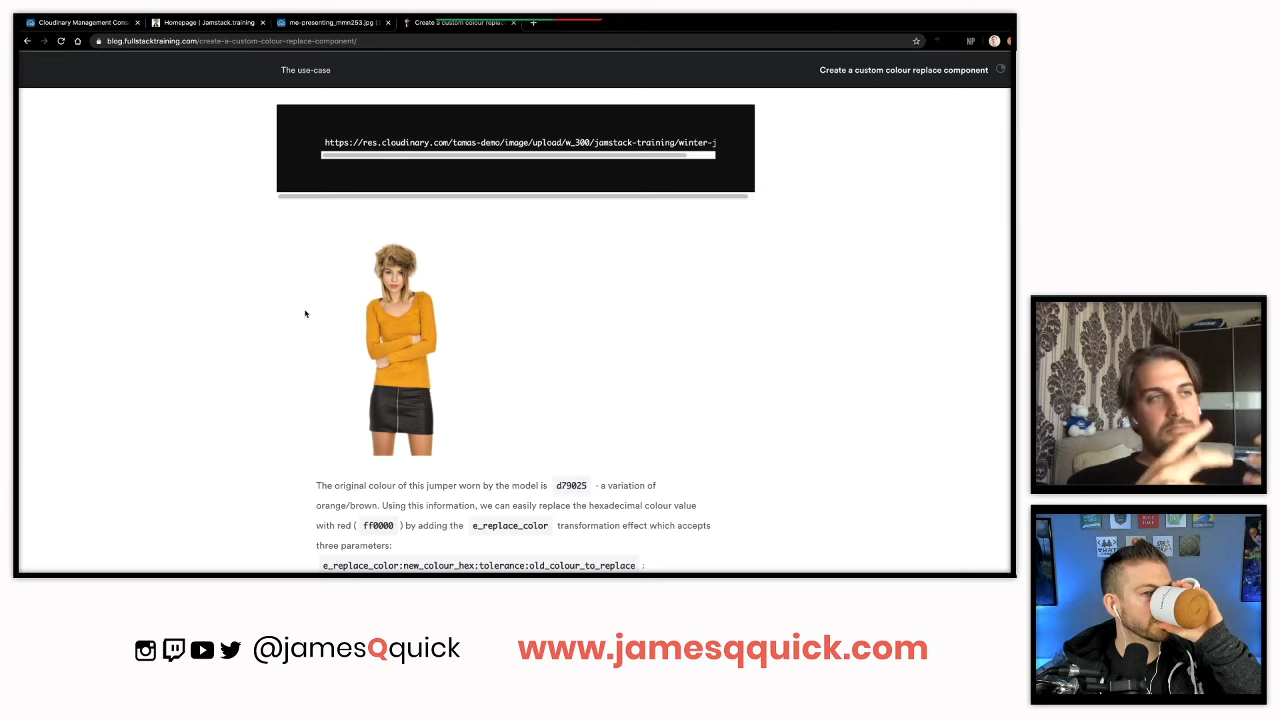 Cloudinary Management Cons
Homepage | Jamstack.training
me-presenting_mmn253.jpg (
Create a custom colour replac
blog.fullstacktraining.com/create-a-custom-colour-replace-component/
NP
The use-case
Create a custom colour replace component
https://res.cloudinary.com/tamas-demo/image/upload/w_300/jamstack-training/winter-j
The original colour of this jumper worn by the model is d79025 - a variation of
orange/brown. Using this information, we can easily replace the hexadecimal colour value
with red ( ff0000 ) by adding the e_replace_color transformation effect which accepts
three parameters:
e_replace_color:new_colour_hex:tolerance:old_colour_to_replace :
@jamesQquick
www.jamesqquick.com